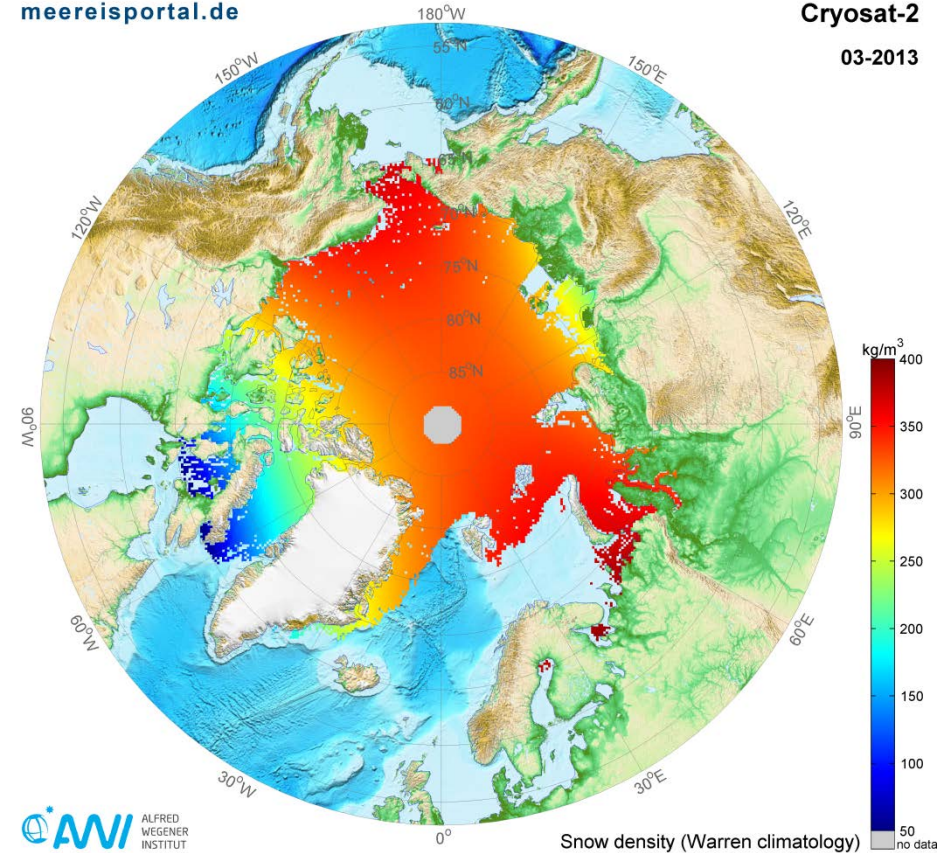 meereisportal.de
Cryosat-2
03-2013
180°W
150°W
150°E
120°W
120°E
90°W
90°E
60°W
60°E
30°W
30°E
0°
55°N
60°N
65°N
70°N
75°N
80°N
85°N
kg/m³
400
350
300
250
200
150
100
50
no data
AWI
ALFRED
WEGENER
INSTITUT
Snow density (Warren climatology)